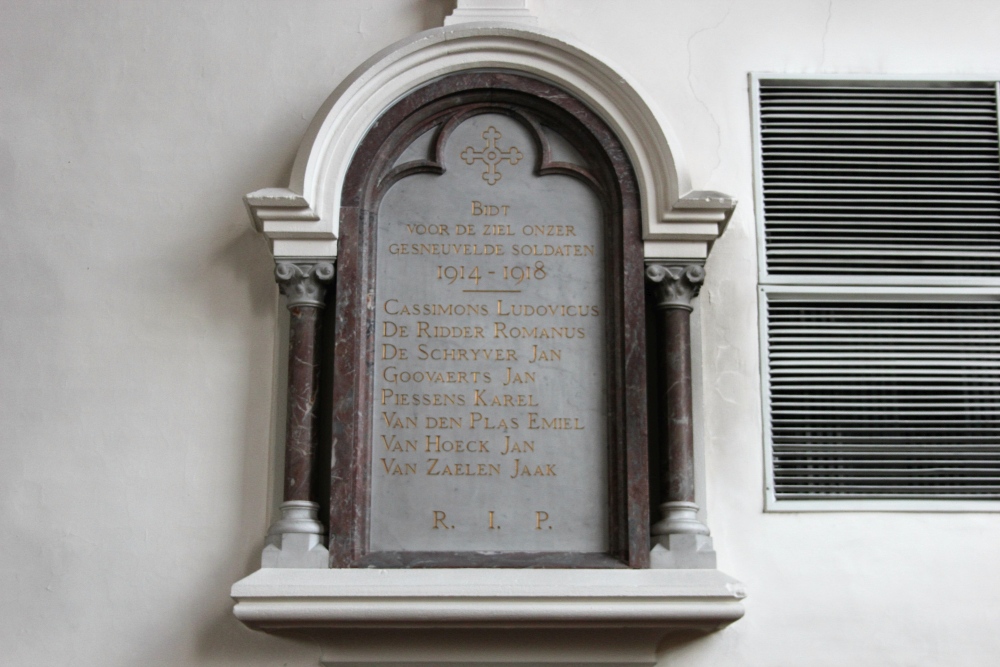 BIDT
VOOR DE ZIEL ONZER
GESNEUVELDE SOLDATEN
1914-1918
CASSIMONS LUDOVICUS
DE RIDDER ROMANUS
DE SCHRYVER JAN
GOOVAERTS JAN
PIESSENS KAREL
VAN DEN PLAS EMIEL
VAN HOECK JAN
VAN ZAELEN JAAK
R. I. P.